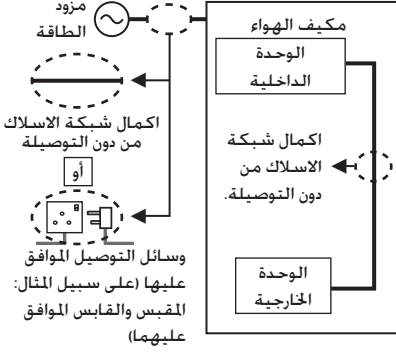 مزود
الطاقة
مكيف الهواء
الوحدة
الداخلية
اكمال شبكة الاسلاك
من دون التوصيلة
اكمال
شبكة
الاسلاك من
دون التوصيلة.
أو
وسائل التوصيل الموافق
عليها (على سبيل المثال:
المقبس والقابس الموافق
عليهما)
الوحدة
الخارجية